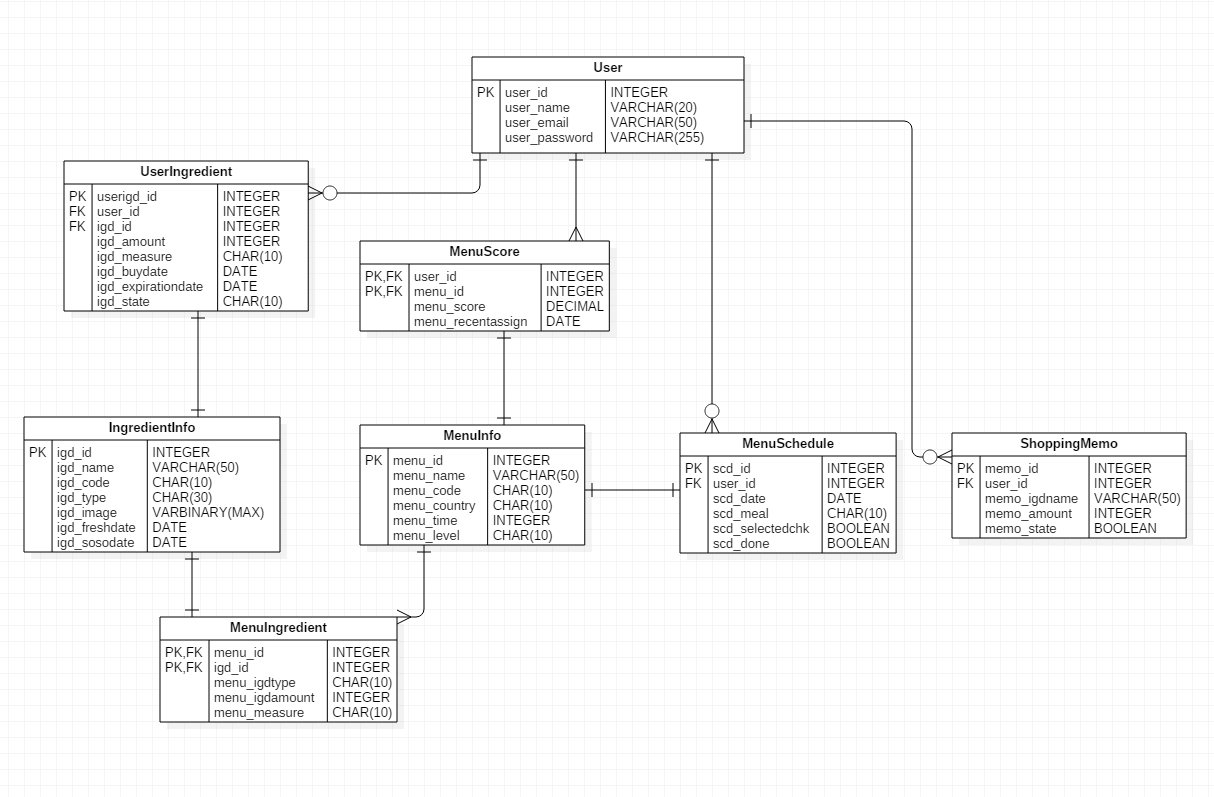 User
PK user_id INTEGER
user_name VARCHAR(20)
user_email VARCHAR(50)
user_password VARCHAR(255)
UserIngredient
PK userigd_id INTEGER
FK user_id INTEGER
FK igd_id INTEGER
igd_amount INTEGER
igd_measure CHAR(10)
igd_buydate DATE
igd_expirationdate DATE
igd_state CHAR(10)
MenuScore
PK,FK user_id INTEGER
PK,FK menu_id INTEGER
menu_score DECIMAL
menu_recentassign DATE
IngredientInfo
PK igd_id INTEGER
igd_name VARCHAR(50)
igd_code CHAR(10)
igd_type CHAR(30)
igd_image VARBINARY(MAX)
igd_freshdate DATE
igd_sosodate DATE
MenuInfo
PK menu_id INTEGER
menu_name VARCHAR(50)
menu_code CHAR(10)
menu_country CHAR(10)
menu_time INTEGER
menu_level CHAR(10)
MenuSchedule
PK scd_id INTEGER
FK user_id INTEGER
scd_date DATE
scd_meal CHAR(10)
scd_selectedchk BOOLEAN
scd_done BOOLEAN
ShoppingMemo
PK memo_id INTEGER
FK user_id INTEGER
memo_igdname VARCHAR(50)
memo_amount INTEGER
memo_state BOOLEAN
MenuIngredient
PK,FK menu_id INTEGER
PK,FK igd_id INTEGER
menu_igdtype CHAR(10)
menu_igdamount INTEGER
menu_measure CHAR(10)